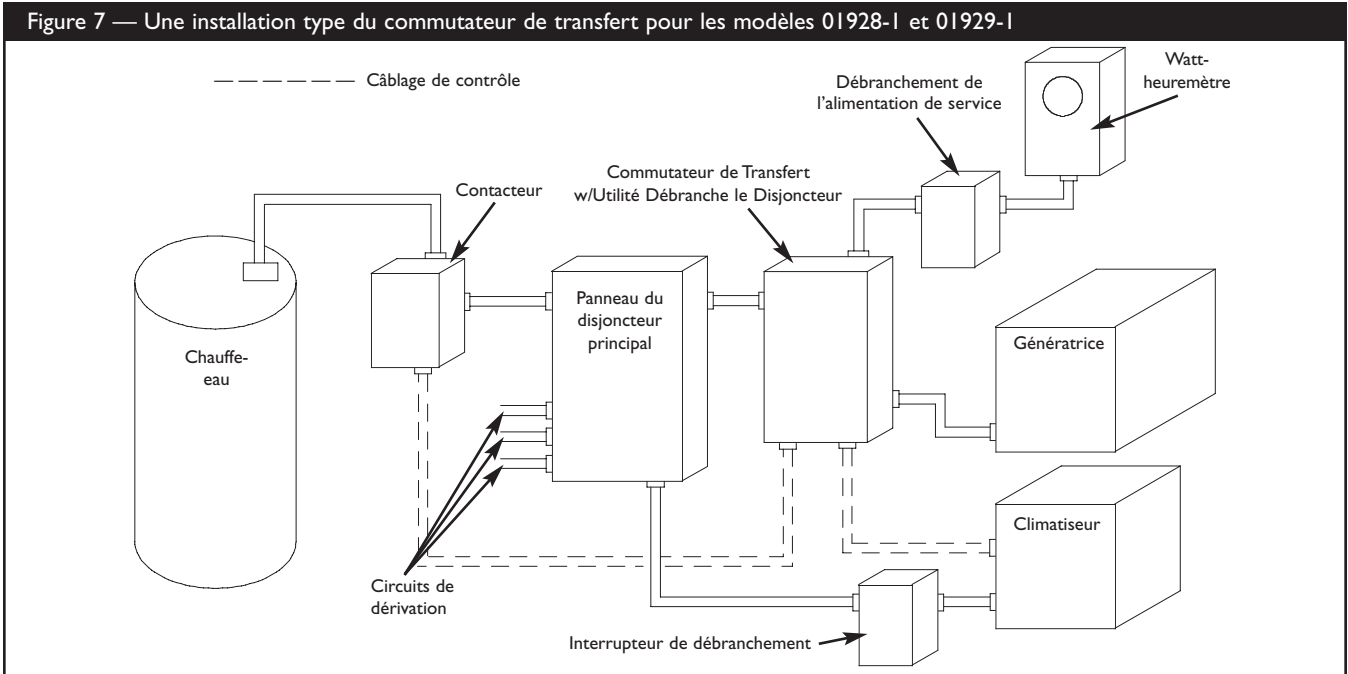 Figure 7 — Une installation type du commutateur de transfert pour les modèles 01928-1 et 01929-1
Câblage de contrôle
Watt-
heuremètre
Débranchement de
l'alimentation de service
Commutateur de Transfert
w/Utilité Débranche le Disjoncteur
Contacteur
Panneau du
disjoncteur
principal
Génératrice
Chauffe-
eau
Climatiseur
Circuits de
dérivation
Interrupteur de débranchement